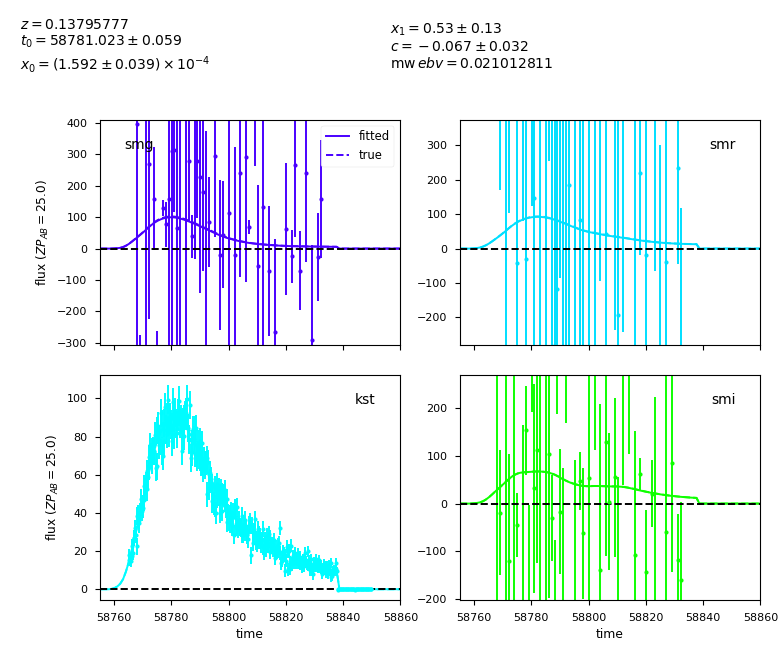 z = 0.13795777
t0 = 58781.023 ± 0.059
x0 = (1.592 ± 0.039) × 10^−4
x1 = 0.53 ± 0.13
c = −0.067 ± 0.032
mw ebv = 0.021012811
smg
fitted
true
400
300
200
100
0
−100
−200
−300
flux (ZP_AB = 25.0)
smr
300
200
100
0
−100
−200
kst
100
80
60
40
20
0
flux (ZP_AB = 25.0)
58760 58780 58800 58820 58840 58860
time
smi
200
100
0
−100
−200
58760 58780 58800 58820 58840 58860
time